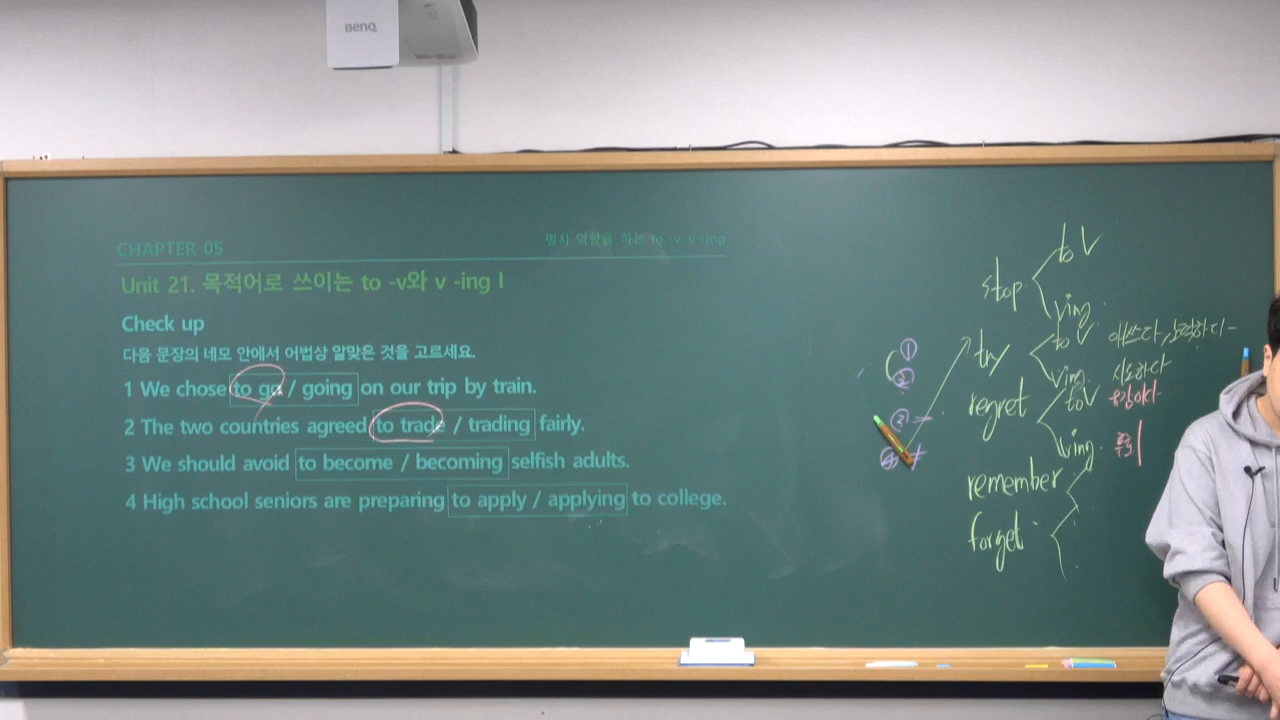 BENQ
CHAPTER 05
명사 역할을 하는 to -v, v -ing
Unit 21. 목적어로 쓰이는 to -v와 v -ing I
Check up
다음 문장의 네모 안에서 어법상 알맞은 것을 고르세요.
1 We chose to go / going on our trip by train.
2 The two countries agreed to trade / trading fairly.
3 We should avoid to become / becoming selfish adults.
4 High school seniors are preparing to apply / applying to college.
stop
to V
Ving
①
②
③
④
try
to V 애쓰다, 노력하다
Ving 시도하다
regret
to V 유감이다
Ving 후회
remember
forget